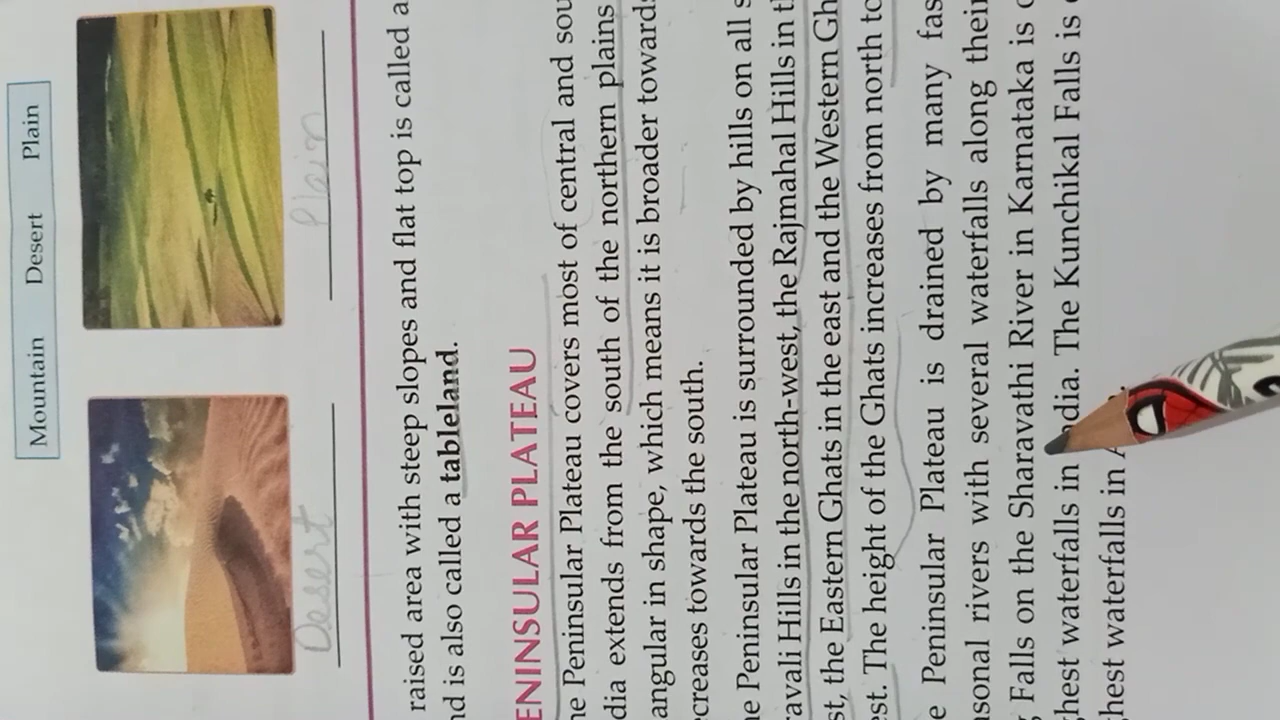 Mountain Desert Plain
Desert Plain
raised area with steep slopes and flat top is called a
is also called a tableland.
ENINSULAR PLATEAU
Peninsular Plateau covers most of central and sou
dia extends from the south of the northern plains
angular in shape, which means it is broader toward
creases towards the south.
Peninsular Plateau is surrounded by hills on all s
ravali Hills in the north-west, the Rajmahal Hills in t
st, the Eastern Ghats in the east and the Western Gh
est. The height of the Ghats increases from north to
e Peninsular Plateau is drained by many fas
asonal rivers with several waterfalls along their
Falls on the Sharavathi River in Karnataka is
ghest waterfalls in dia. The Kunchikal Falls is
ghest waterfalls in